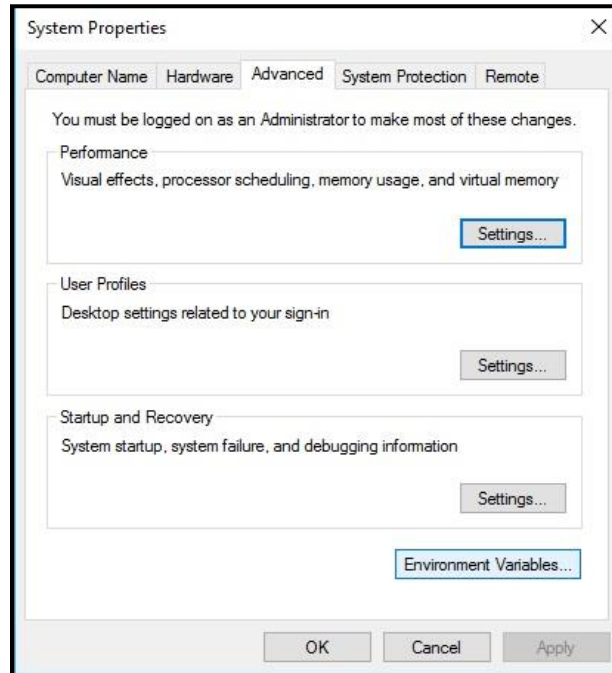 System Properties
Computer Name Hardware Advanced System Protection Remote
You must be logged on as an Administrator to make most of these changes.
Performance
Visual effects, processor scheduling, memory usage, and virtual memory
Settings...
User Profiles
Desktop settings related to your sign-in
Settings...
Startup and Recovery
System startup, system failure, and debugging information
Settings...
Environment Variables...
OK Cancel Apply